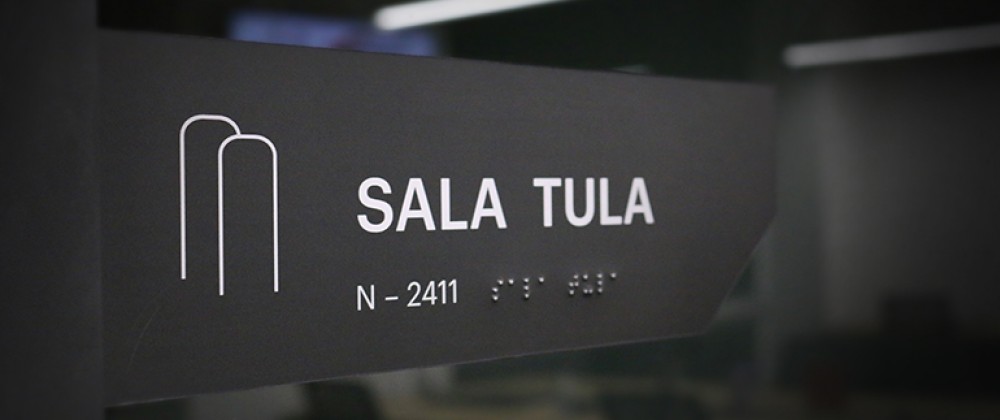 SALA TULA
N – 2411 ⠎⠁⠇⠁ ⠞⠥⠇⠁